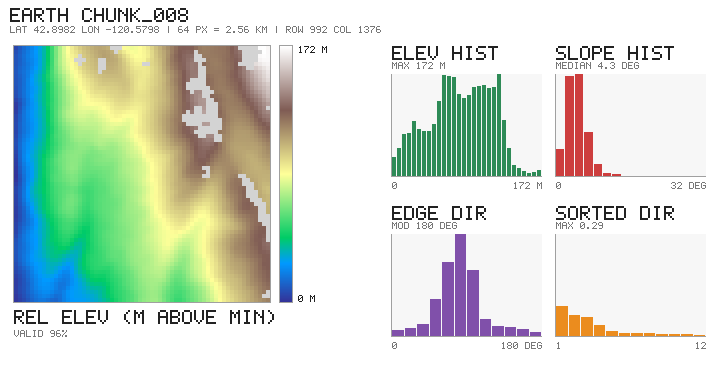 EARTH CHUNK_008
LAT 42.8982 LON -120.5798 | 64 PX = 2.56 KM | ROW 992 COL 1376
172 M
0 M
REL ELEV (M ABOVE MIN)
VALID 96%
ELEV HIST
MAX 172 M
0 172 M
SLOPE HIST
MEDIAN 4.3 DEG
0 32 DEG
EDGE DIR
MOD 180 DEG
0 180 DEG
SORTED DIR
MAX 0.29
1 12